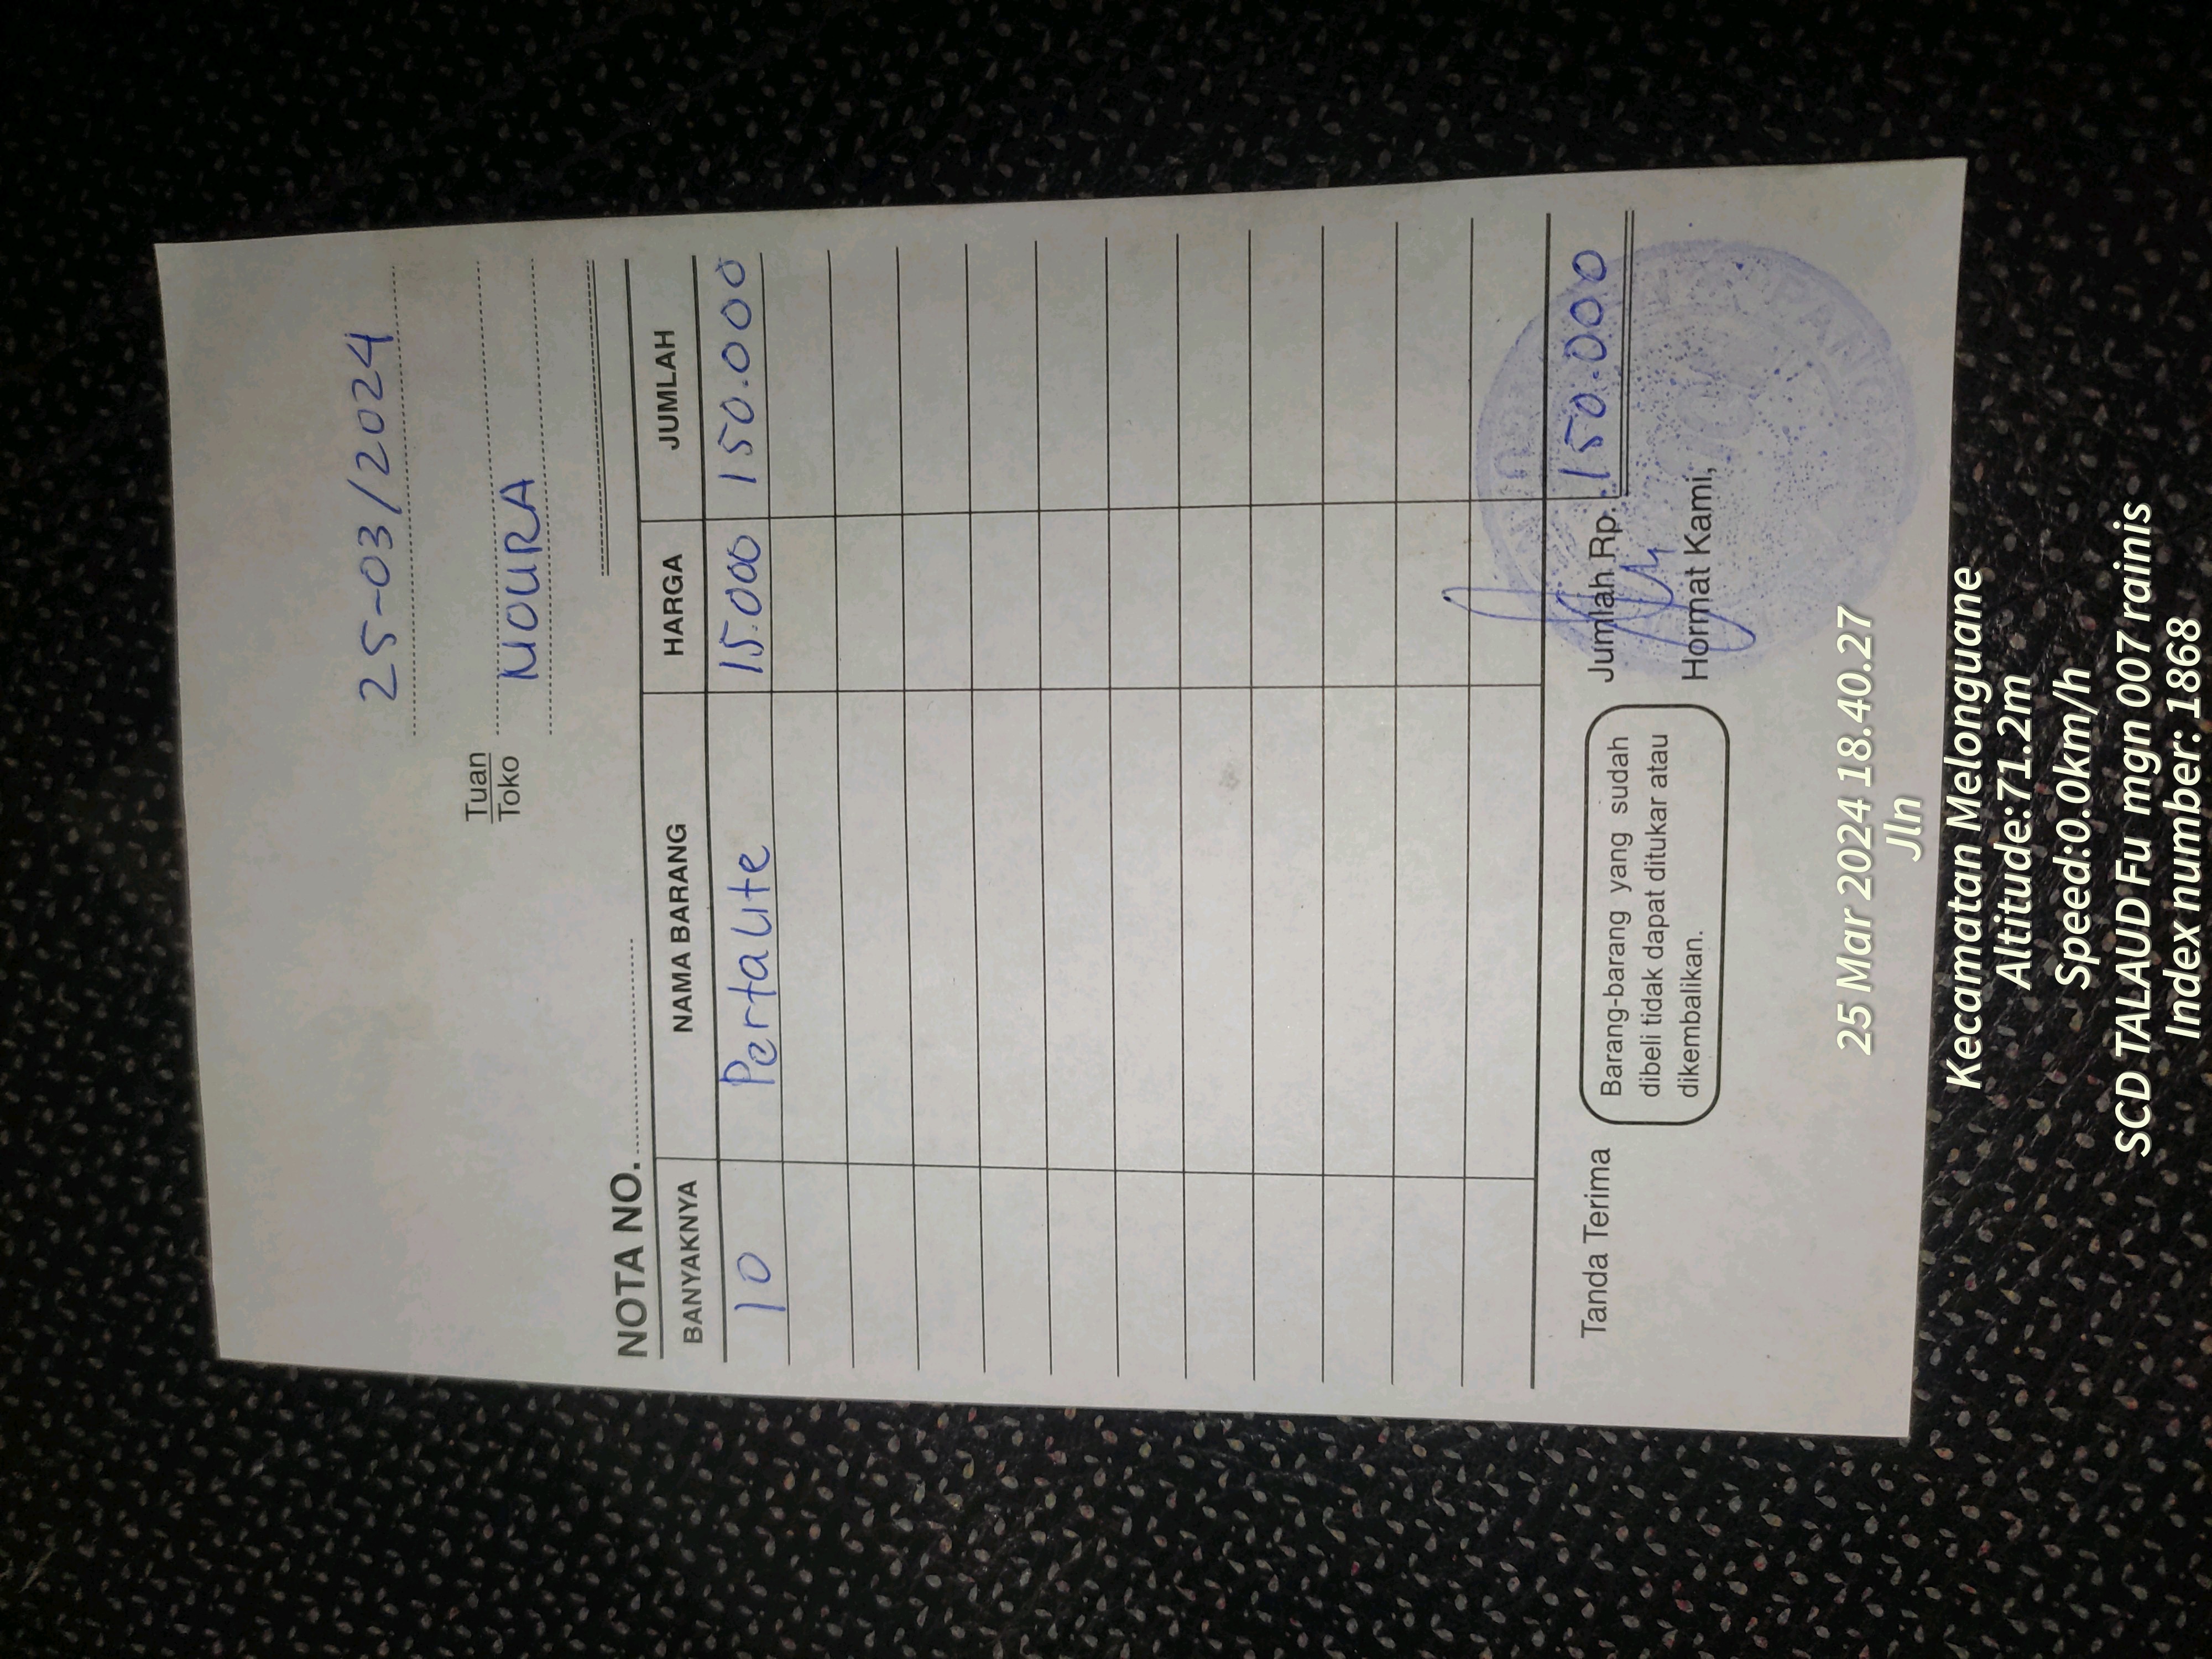 25-03/2024
Tuan
Toko
NOURA
NOTA NO.
BANYAKNYA NAMA BARANG HARGA JUMLAH
10 Pertalite 15.000 150.000
Jumlah Rp. 150.000
Tanda Terima
Barang-barang yang sudah
dibeli tidak dapat ditukar atau
dikembalikan.
Hormat Kami,
25 Mar 2024 18.40.27
Jln
Kecamatan Melonguane
Altitude:71.2m
Speed:0.0km/h
SCD TALAUD Fu mgn 007 rainis
Index number: 1868